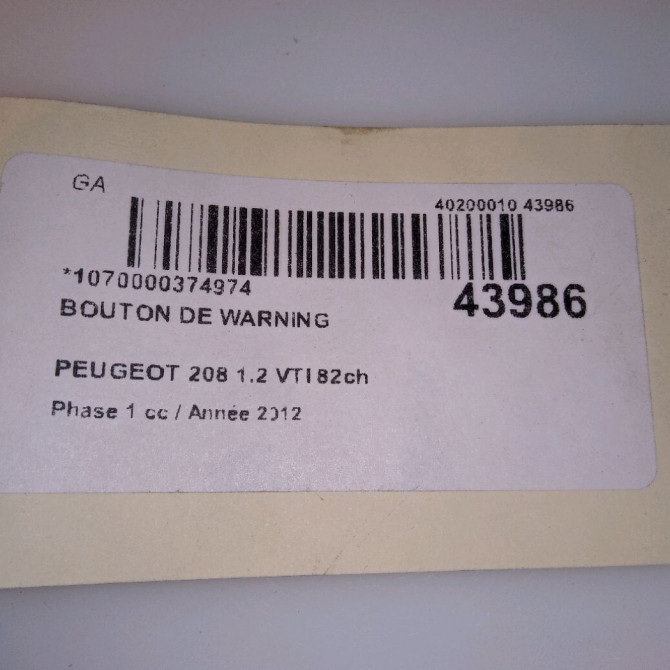 GA
40200010 43986
*1070000374974
43986
BOUTON DE WARNING
PEUGEOT 208 1.2 VTI 82ch
Phase 1 cc / Année 2012